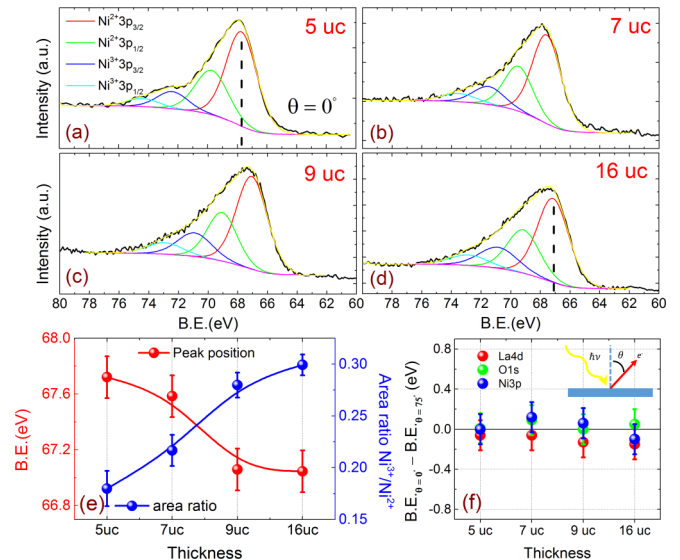 5 uc
Ni²⁺3p₃/₂
Ni²⁺3p₁/₂
Ni³⁺3p₃/₂
Ni³⁺3p₁/₂
θ = 0°
Intensity (a.u.)
(a)
7 uc
(b)
9 uc
Intensity (a.u.)
(c)
80 78 76 74 72 70 68 66 64 62 60
B.E.(eV)
16 uc
(d)
80 78 76 74 72 70 68 66 64 62 60
B.E.(eV)
68.0
67.6
67.2
66.8
B.E.(eV)
Peak position
area ratio
(e)
0.30
0.25
0.20
0.15
Area ratio Ni³⁺/Ni²⁺
5uc 7uc 9uc 16uc
Thickness
La4d
O1s
Ni3p
ħν
θ
e⁻
0.8
0.4
0.0
-0.4
-0.8
B.E.θ = 0° − B.E.θ = 75° (eV)
(f)
5 uc 7 uc 9 uc 16 uc
Thickness